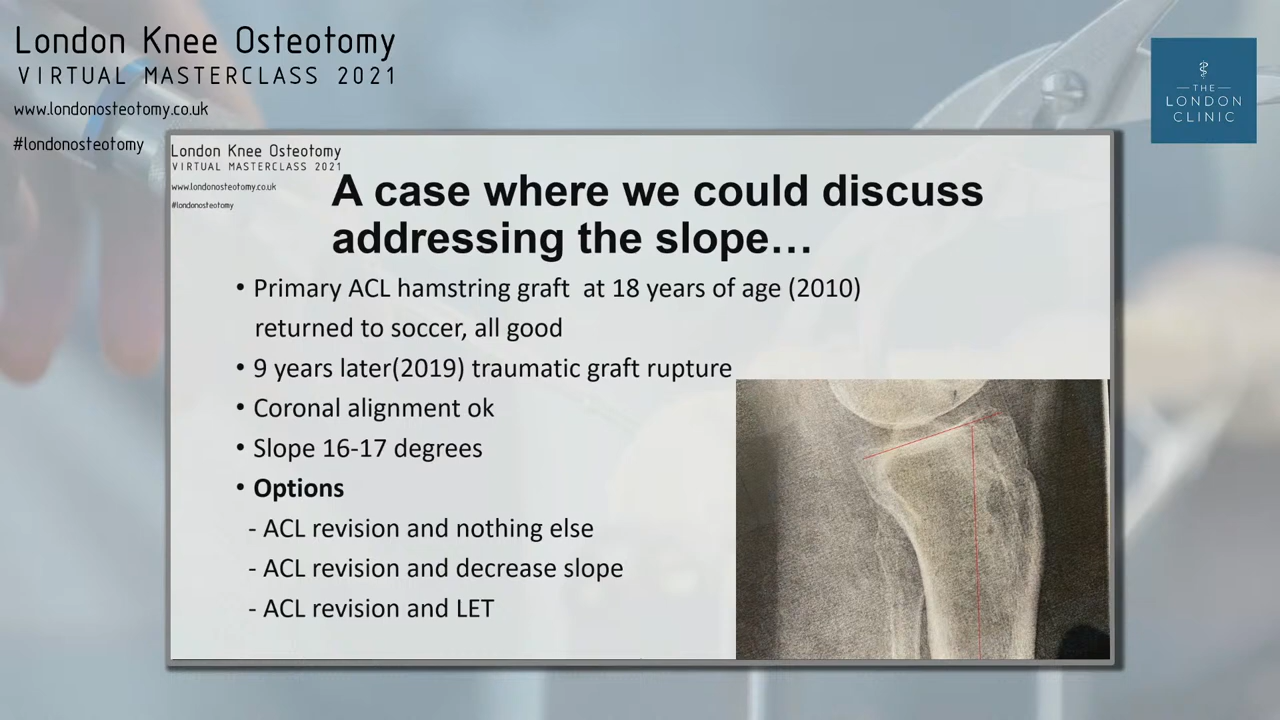 London Knee Osteotomy
VIRTUAL MASTERCLASS 2021
www.londonosteotomy.co.uk
#londonosteotomy
THE
LONDON
CLINIC
London Knee Osteotomy
VIRTUAL MASTERCLASS 2021
www.londonosteotomy.co.uk
#londonosteotomy
A case where we could discuss
addressing the slope…
• Primary ACL hamstring graft at 18 years of age (2010)
returned to soccer, all good
• 9 years later(2019) traumatic graft rupture
• Coronal alignment ok
• Slope 16-17 degrees
• Options
- ACL revision and nothing else
- ACL revision and decrease slope
- ACL revision and LET